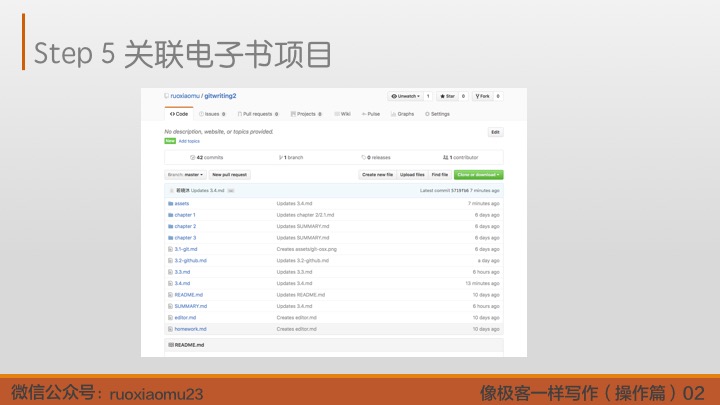 Step 5 关联电子书项目
ruoxiaomu / gitwriting2
Unwatch 1 Star 0 Fork 0
Code Issues 0 Pull requests 0 Projects 0 Wiki Pulse Graphs Settings
No description, website, or topics provided. Edit
New Add topics
42 commits 1 branch 0 releases 1 contributor
Branch: master New pull request Create new file Upload files Find file Clone or download
Updates 3.4.md Latest commit 7 minutes ago
assets Updates 3.4.md 7 minutes ago
chapter 1 Updates chapter 2/2.1.md 6 days ago
chapter 2 Updates SUMMARY.md 6 days ago
chapter 3 Updates SUMMARY.md 6 days ago
3.1-git.md Creates assets/git-osx.png 6 days ago
3.2-github.md Updates 3.2-github.md a day ago
3.3.md Updates 3.3.md 6 hours ago
3.4.md Updates 3.4.md 13 minutes ago
README.md Updates README.md 10 days ago
SUMMARY.md Updates 3.4.md 6 hours ago
editor.md Creates editor.md 10 days ago
homework.md Creates editor.md 10 days ago
README.md
微信公众号：ruoxiaomu23
像极客一样写作（操作篇）02